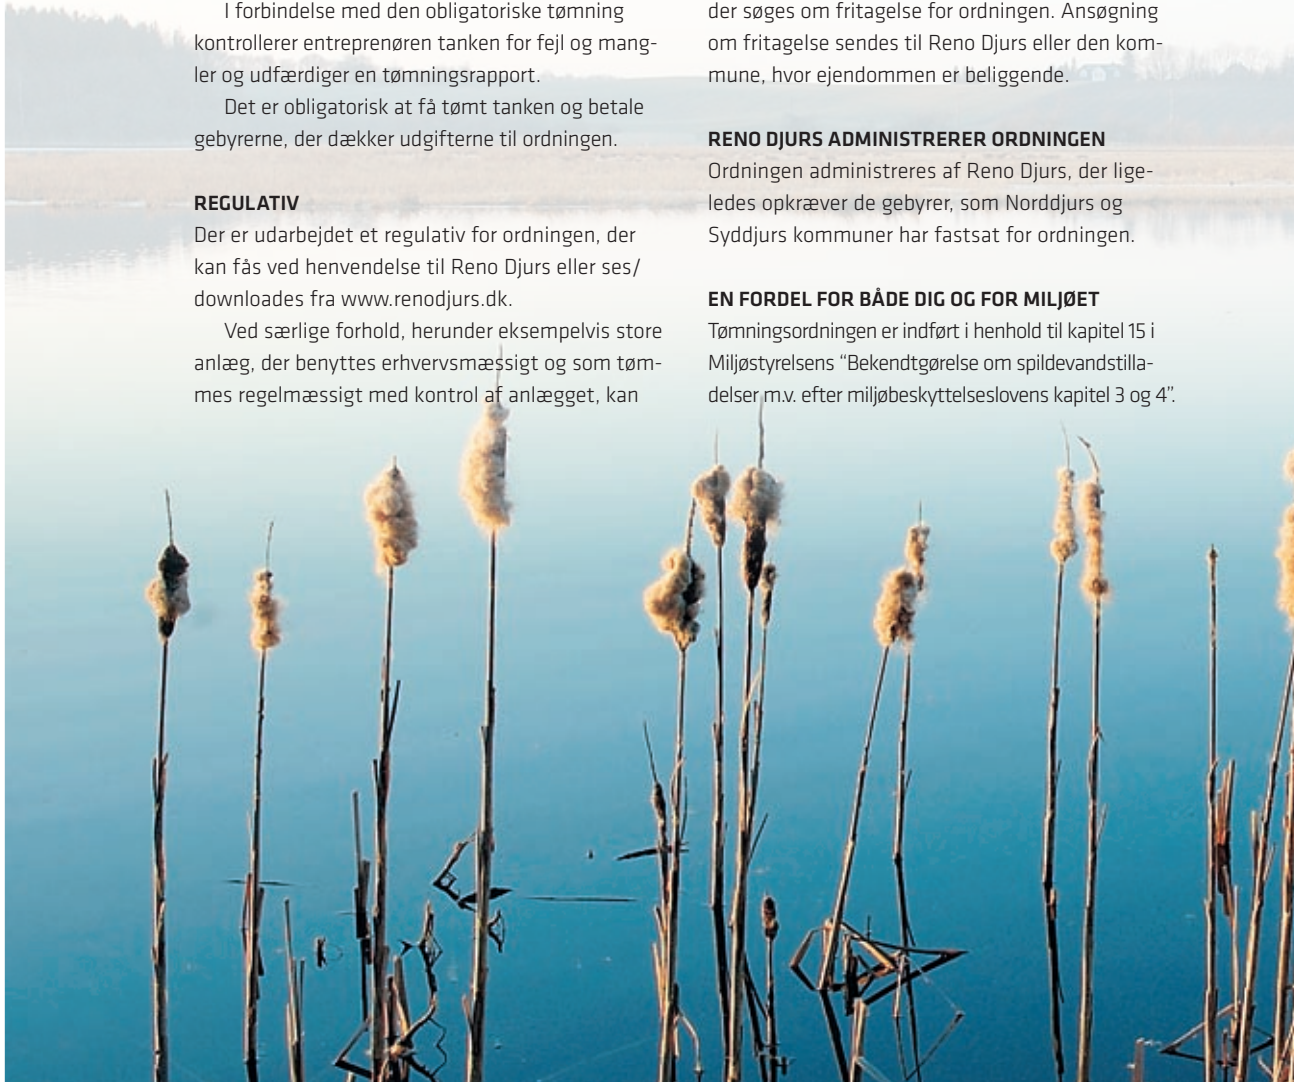 I forbindelse med den obligatoriske tømning
kontrollerer entreprenøren tanken for fejl og mang-
ler og udfærdiger en tømningsrapport.
Det er obligatorisk at få tømt tanken og betale
gebyrerne, der dækker udgifterne til ordningen.
REGULATIV
Der er udarbejdet et regulativ for ordningen, der
kan fås ved henvendelse til Reno Djurs eller ses/
downloades fra www.renodjurs.dk.
Ved særlige forhold, herunder eksempelvis store
anlæg, der benyttes erhvervsmæssigt og som tøm-
mes regelmæssigt med kontrol af anlægget, kan
der søges om fritagelse for ordningen. Ansøgning
om fritagelse sendes til Reno Djurs eller den kom-
mune, hvor ejendommen er beliggende.
RENO DJURS ADMINISTRERER ORDNINGEN
Ordningen administreres af Reno Djurs, der lige-
ledes opkræver de gebyrer, som Norddjurs og
Syddjurs kommuner har fastsat for ordningen.
EN FORDEL FOR BÅDE DIG OG FOR MILJØET
Tømningsordningen er indført i henhold til kapitel 15 i
Miljøstyrelsens “Bekendtgørelse om spildevandstilla-
delser m.v. efter miljøbeskyttelseslovens kapitel 3 og 4”.